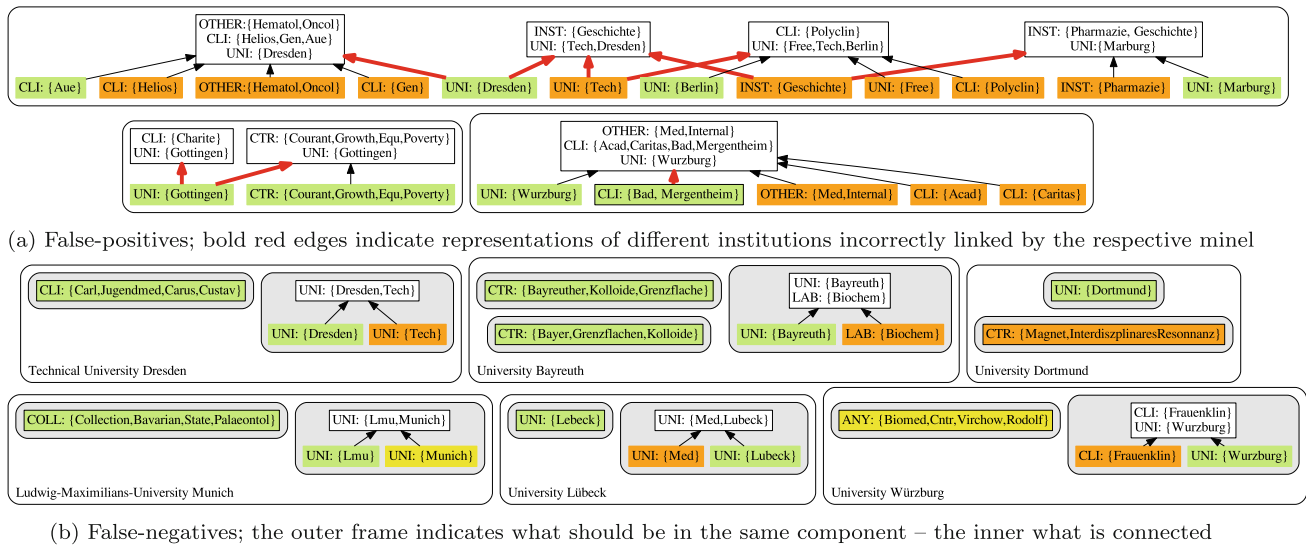 OTHER:{Hematol,Oncol}
CLI: {Helios,Gen,Aue}
UNI: {Dresden}
INST: {Geschichte}
UNI: {Tech,Dresden}
CLI: {Polyclin}
UNI: {Free,Tech,Berlin}
INST: {Pharmazie, Geschichte}
UNI:{Marburg}
CLI: {Aue}
CLI: {Helios}
OTHER:{Hematol,Oncol}
CLI: {Gen}
UNI: {Dresden}
UNI: {Tech}
UNI: {Berlin}
INST: {Geschichte}
UNI: {Free}
CLI: {Polyclin}
INST: {Pharmazie}
UNI: {Marburg}
CLI: {Charite}
UNI: {Gottingen}
CTR: {Courant,Growth,Equ,Poverty}
UNI: {Gottingen}
OTHER: {Med,Internal}
CLI: {Acad,Caritas,Bad,Mergentheim}
UNI: {Wurzburg}
UNI: {Gottingen}
CTR: {Courant,Growth,Equ,Poverty}
UNI: {Wurzburg}
CLI: {Bad, Mergentheim}
OTHER: {Med,Internal}
CLI: {Acad}
CLI: {Caritas}
(a) False-positives; bold red edges indicate representations of different institutions incorrectly linked by the respective minel
CLI: {Carl,Jugendmed,Carus,Custav}
UNI: {Dresden,Tech}
UNI: {Dresden}
UNI: {Tech}
Technical University Dresden
CTR: {Bayreuther,Kolloide,Grenzflache}
CTR: {Bayer,Grenzflachen,Kolloide}
UNI: {Bayreuth}
LAB: {Biochem}
UNI: {Bayreuth}
LAB: {Biochem}
University Bayreuth
UNI: {Dortmund}
CTR: {Magnet,InterdiszplinaresResonnanz}
University Dortmund
COLL: {Collection,Bavarian,State,Palaeontol}
UNI: {Lmu,Munich}
UNI: {Lmu}
UNI: {Munich}
Ludwig-Maximilians-University Munich
UNI: {Lebeck}
UNI: {Med,Lubeck}
UNI: {Med}
UNI: {Lubeck}
University Lübeck
ANY: {Biomed,Cntr,Virchow,Rodolf}
CLI: {Frauenklin}
UNI: {Wurzburg}
CLI: {Frauenklin}
UNI: {Wurzburg}
University Würzburg
(b) False-negatives; the outer frame indicates what should be in the same component – the inner what is connected